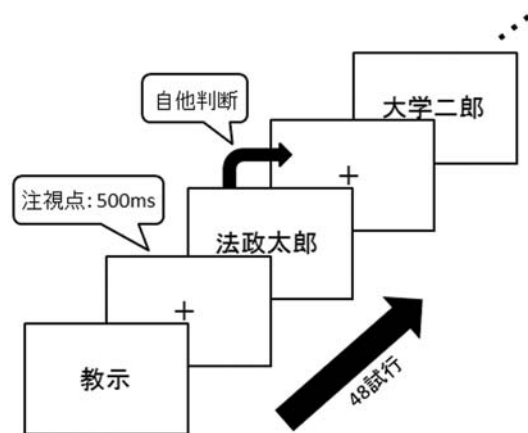 大学二郎
自他判断
+
注視点：500ms
法政太郎
+
教示
48試行